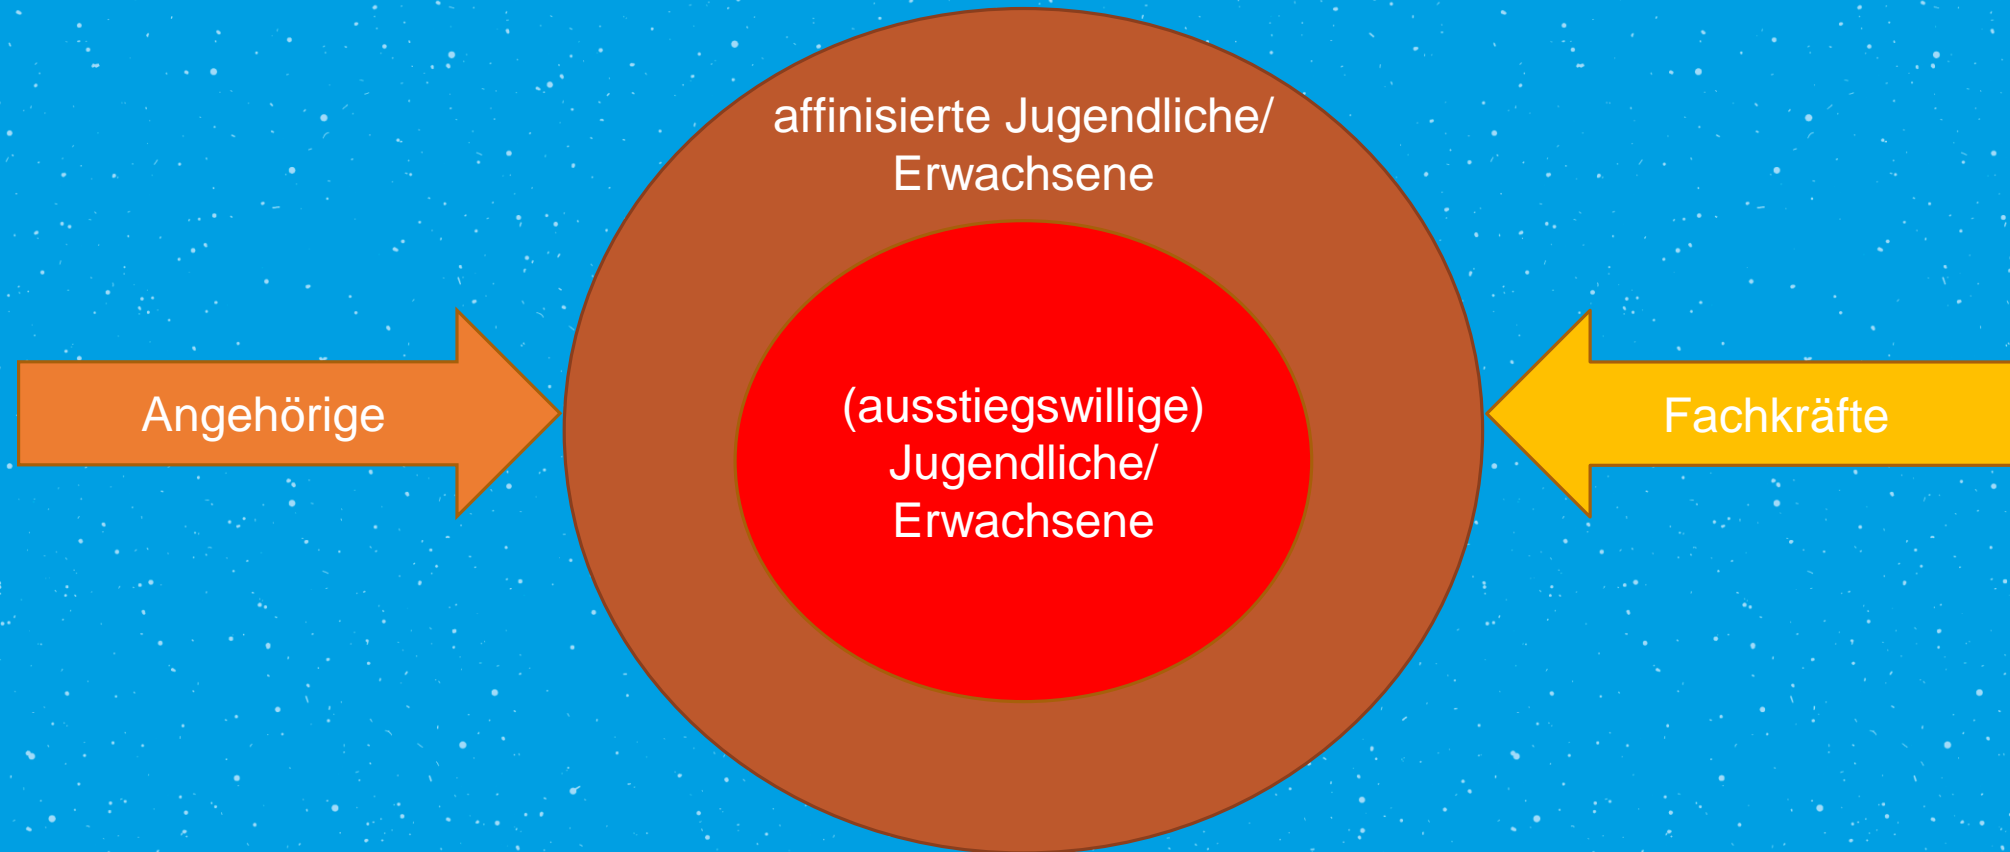 affinisierte Jugendliche/
Erwachsene
Angehörige
(ausstiegswillige)
Jugendliche/
Erwachsene
Fachkräfte